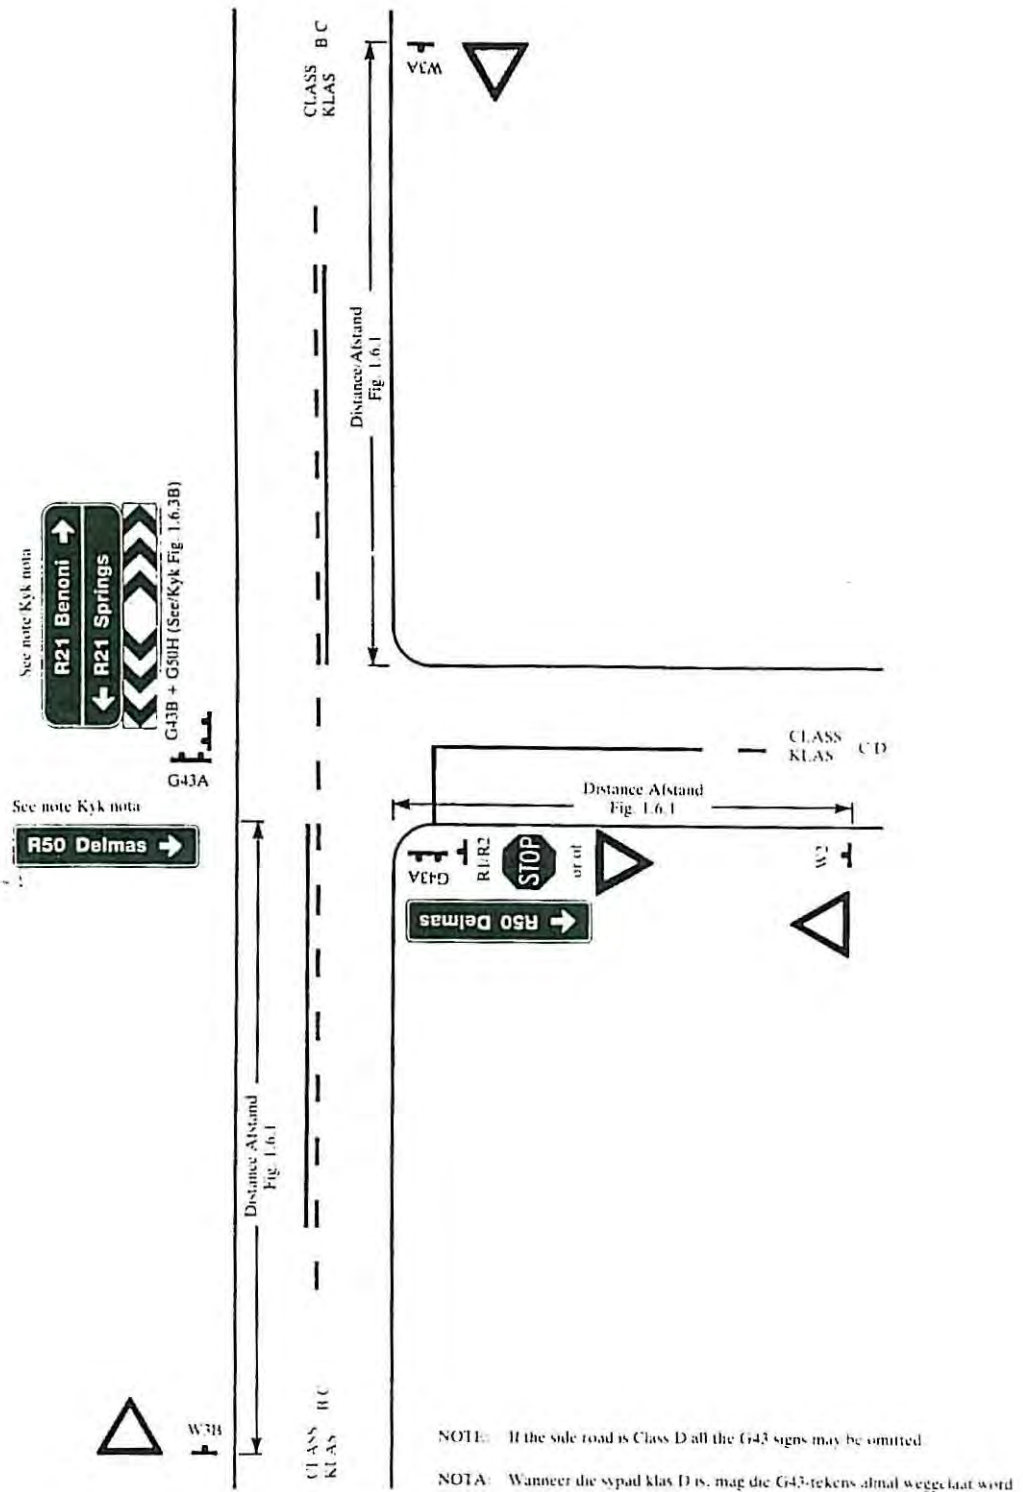 CLASS B C
KLAS
W3A
Distance/Afstand
Fig. 1.6.1
See note/Kyk nota
R21 Benoni
R21 Springs
G43B + G50H (See/Kyk Fig. 1.6.3B)
G43A
See note Kyk nota
R50 Delmas
CLASS C D
KLAS
Distance Afstand
Fig. 1.6.1
G43A
R1/R2
STOP
or of
W2
R50 Delmas
Distance Afstand
Fig. 1.6.1
W3B
CLASS B C
KLAS
NOTE: If the side road is Class D all the G43 signs may be omitted
NOTA: Wanneer die sypad klas D is, mag die G43-tekens almal weggelaat word